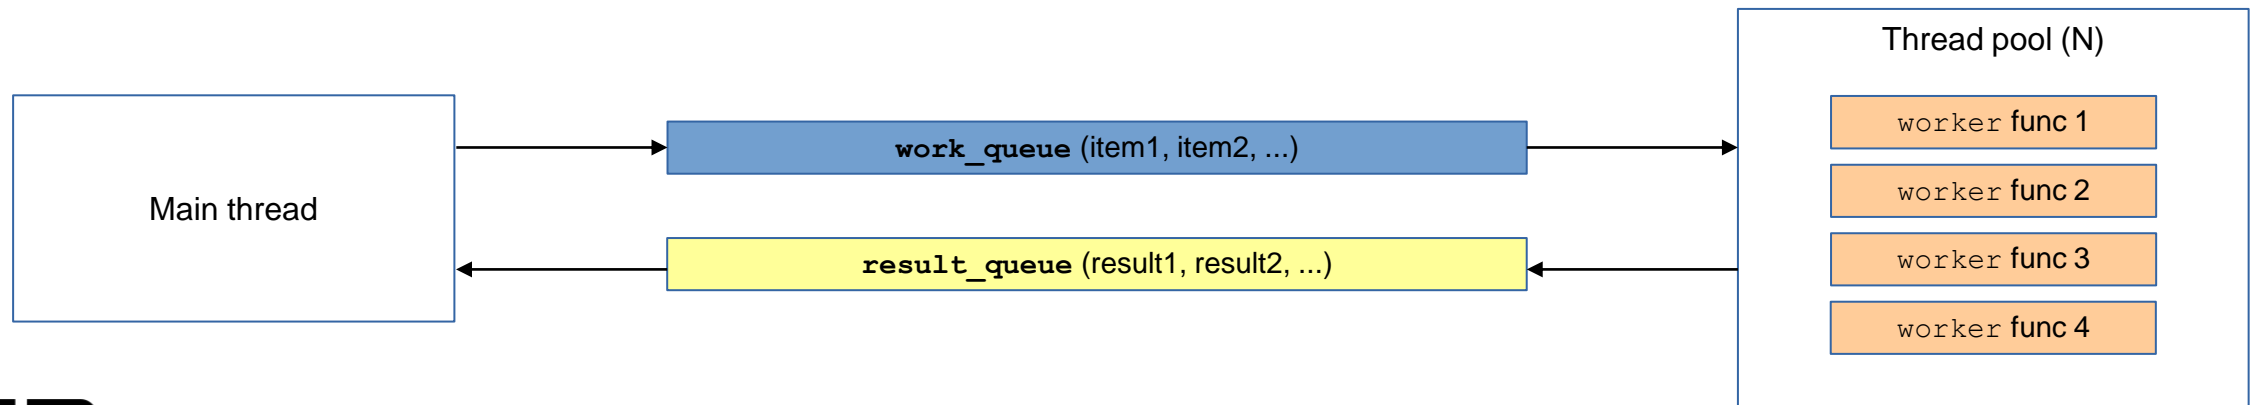 Thread pool (N)
worker func 1
work_queue (item1, item2, ...)
worker func 2
Main thread
worker func 3
result_queue (result1, result2, ...)
worker func 4